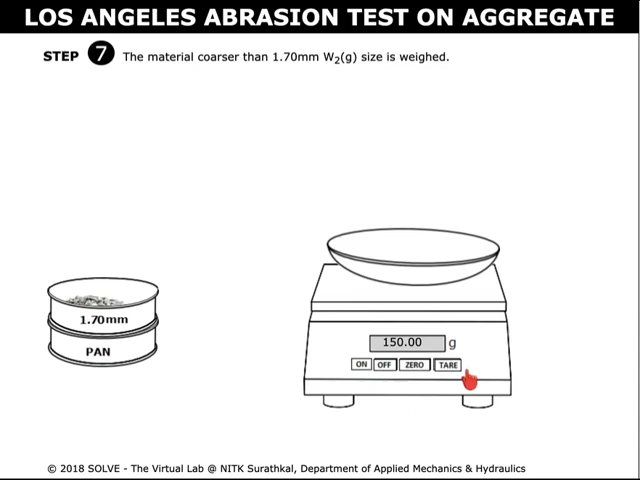 LOS ANGELES ABRASION TEST ON AGGREGATE
STEP 7 The material coarser than 1.70mm W₂(g) size is weighed.
1.70mm
PAN
150.00 g
ON OFF ZERO TARE
© 2018 SOLVE - The Virtual Lab @ NITK Surathkal, Department of Applied Mechanics & Hydraulics